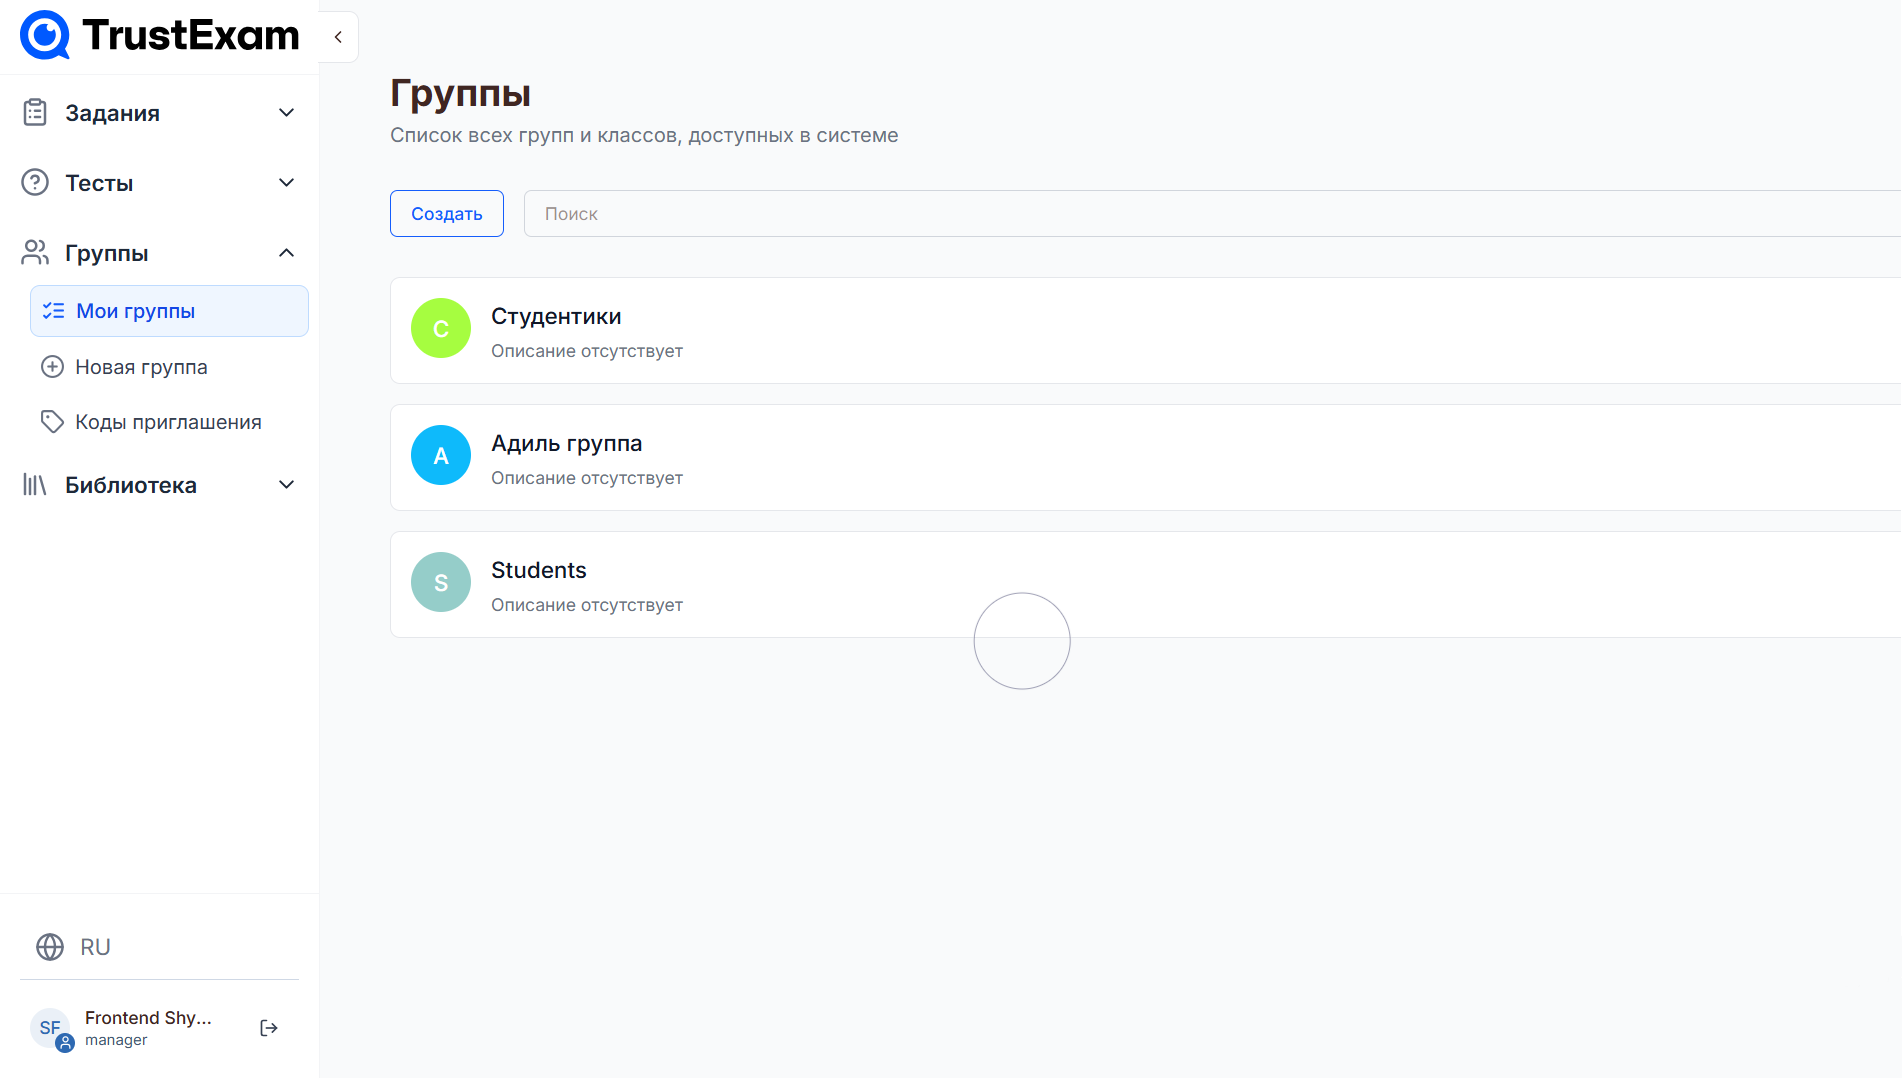 TrustExam
Задания
Тесты
Группы
Мои группы
Новая группа
Коды приглашения
Библиотека
RU
SF
Frontend Shy...
manager
Группы
Список всех групп и классов, доступных в системе
Создать
Поиск
С
Студентики
Описание отсутствует
А
Адиль группа
Описание отсутствует
S
Students
Описание отсутствует